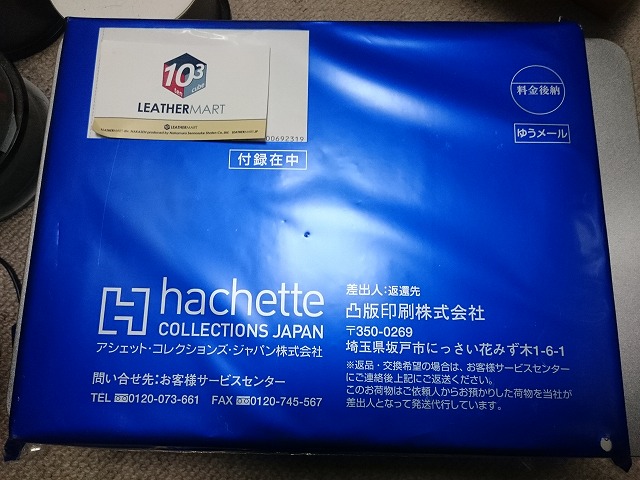 10³
ten cube
LEATHERMART
LEATHERMART
LEATHERMART.JP
00692319
付録在中
料金後納
ゆうメール
hachette
COLLECTIONS JAPAN
アシェット・コレクションズ・ジャパン株式会社
問い合せ先:お客様サービスセンター
TEL 0120-073-661 FAX 0120-745-567
差出人:返還先
凸版印刷株式会社
〒350-0269
埼玉県坂戸市にっさい花みず木1-6-1
※返品・交換希望の場合は、お客様サービスセンター
にご連絡後上記にご返送ください。
このお荷物はご依頼人からお預かりした荷物を当社が
差出人となって発送代行しています。